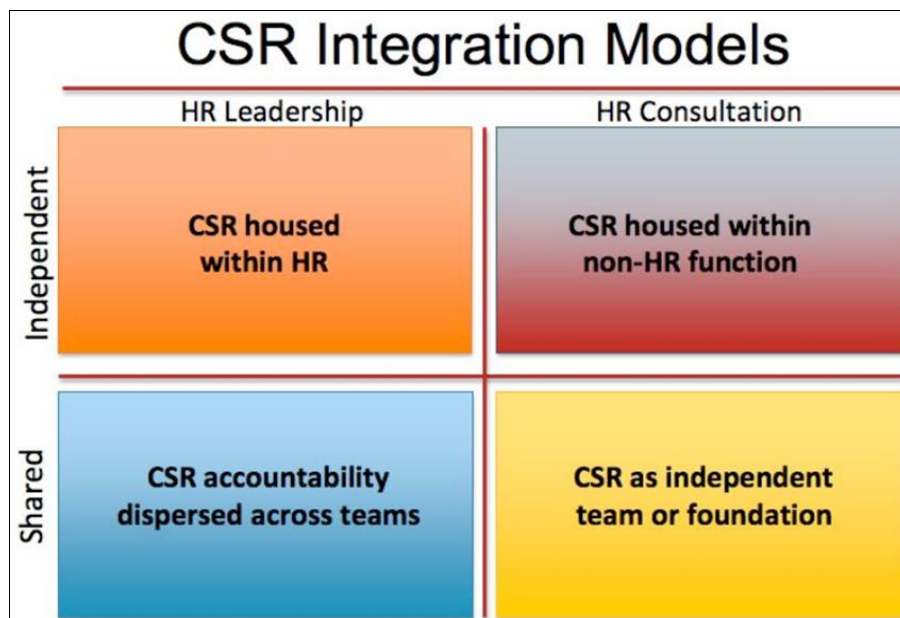 CSR Integration Models
HR Leadership
HR Consultation
Independent
CSR housed
within HR
CSR housed within
non-HR function
Shared
CSR accountability
dispersed across teams
CSR as independent
team or foundation